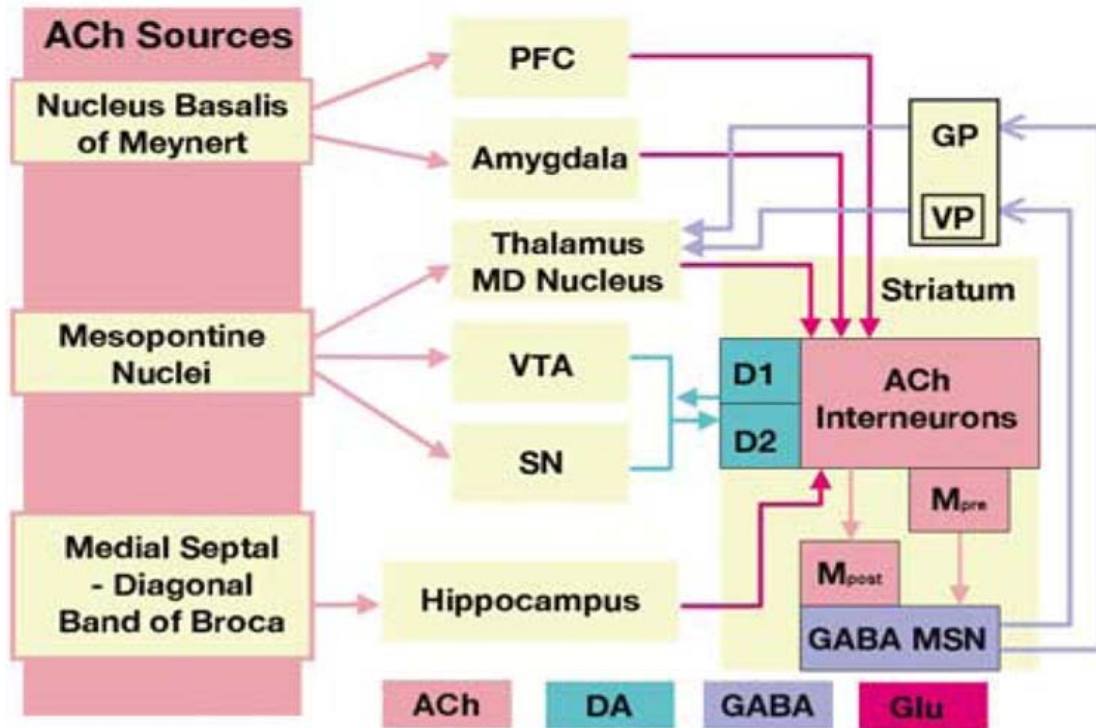 ACh Sources
Nucleus Basalis
of Meynert
Mesopontine
Nuclei
Medial Septal
- Diagonal
Band of Broca
PFC
Amygdala
Thalamus
MD Nucleus
VTA
SN
Hippocampus
GP
VP
Striatum
D1
D2
ACh
Interneurons
Mpre
Mpost
GABA MSN
ACh
DA
GABA
Glu